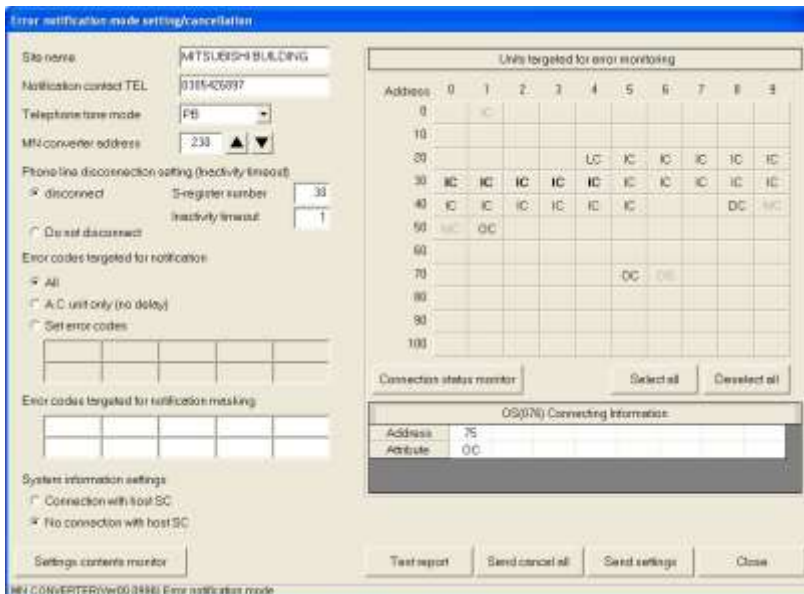 Error notification mode setting/cancellation
Site name MITSUBISHI BUILDING
Notification contact TEL
Telephone tone mode PB
MN converter address 230
Phone line disconnection setting (Inactivity timeout)
disconnect S-register number 30
Inactivity timeout 1
Do not disconnect
Error codes targeted for notification
All
A.C unit only (no delay)
Set error codes
Error codes targeted for notification masking
System information settings
Connection with host SC
No connection with host SC
Settings contents monitor
Units targeted for error monitoring
Address 0 1 2 3 4 5 6 7 8 9
0 IC
10
20 LC IC IC IC IC IC
30 IC IC IC IC IC IC IC IC IC IC
40 IC IC IC IC IC IC OC
50 OC
60
70 OC OS
80
90
100
Connection status monitor Select all Deselect all
OS(076) Connecting Information
Address 75
Attribute OC
Test report Send cancel all Send settings Close
Error notification mode